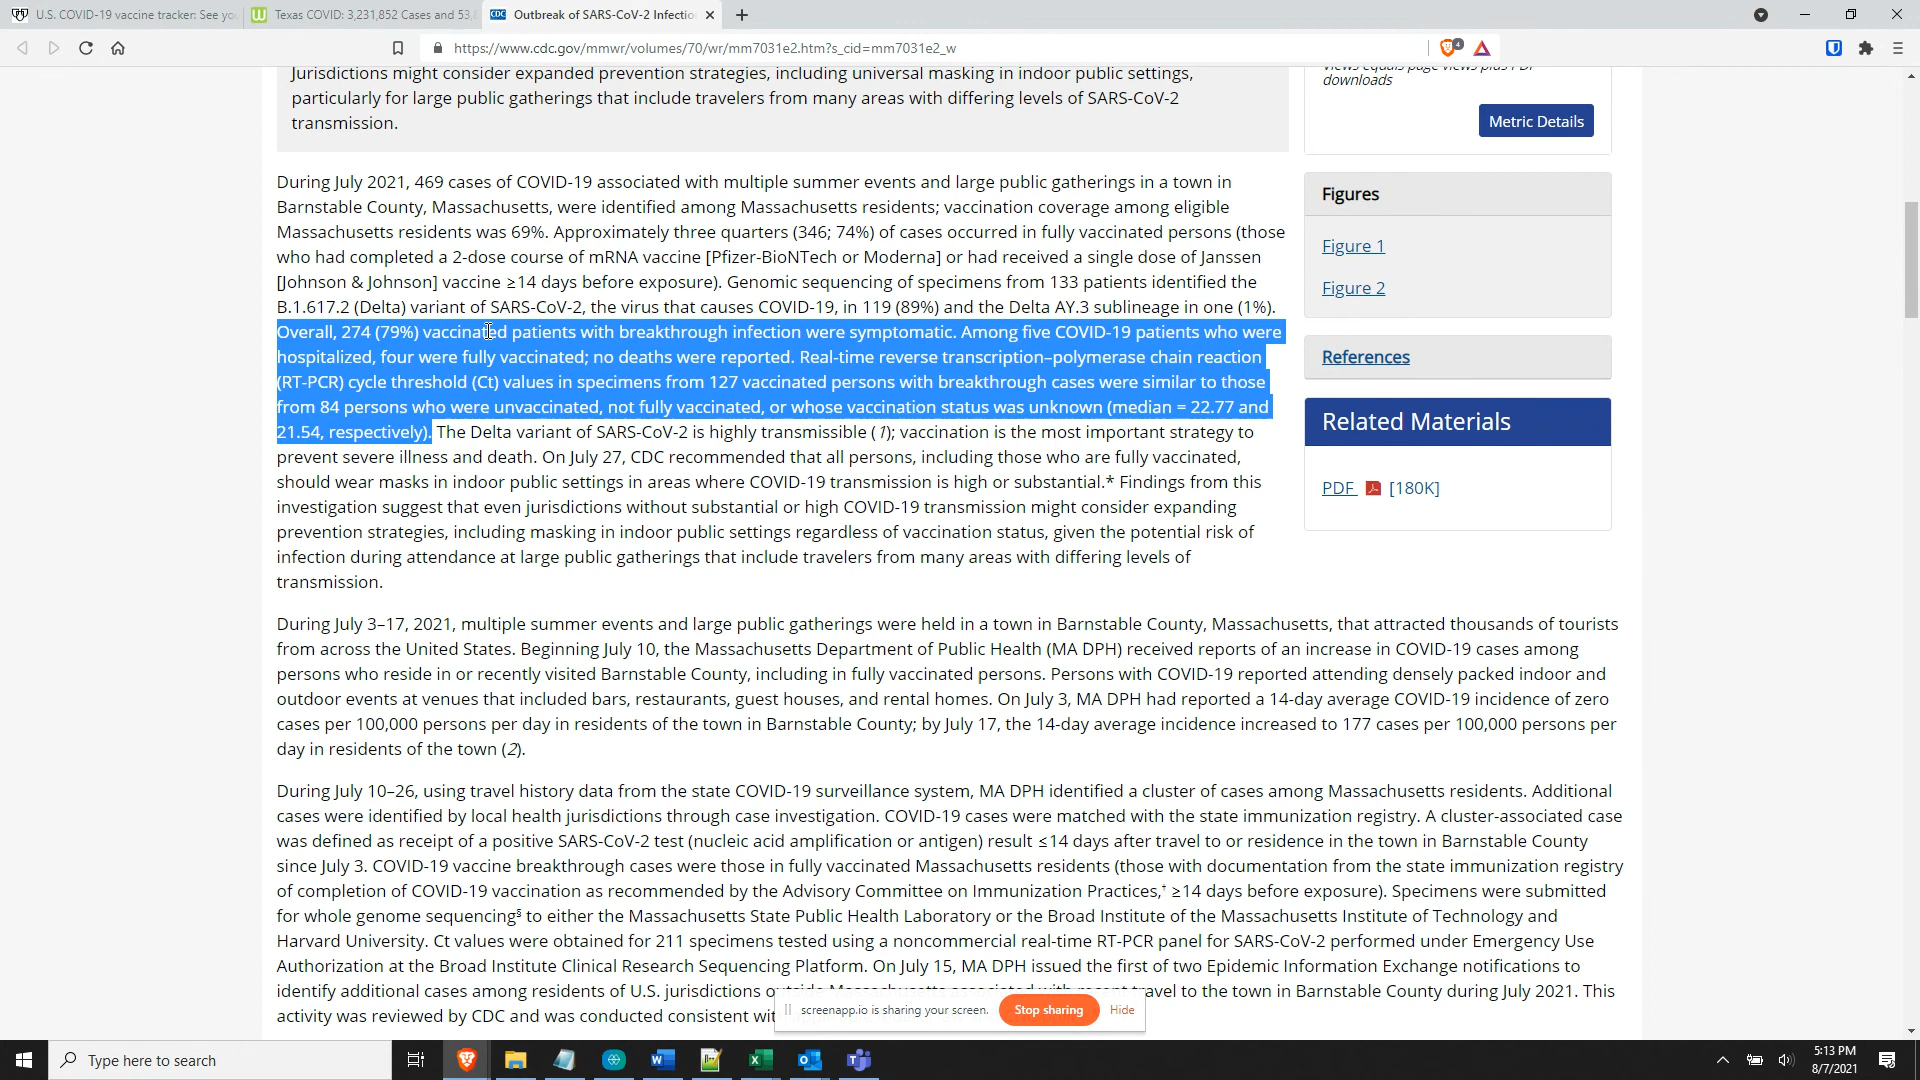 U.S. COVID-19 vaccine tracker: See yo
Texas COVID: 3,231,852 Cases and 53,
CDC Outbreak of SARS-CoV-2 Infectio
https://www.cdc.gov/mmwr/volumes/70/wr/mm7031e2.htm?s_cid=mm7031e2_w
4
Jurisdictions might consider expanded prevention strategies, including universal masking in indoor public settings,
particularly for large public gatherings that include travelers from many areas with differing levels of SARS-CoV-2
transmission.
views equals page views plus PDF
downloads
Metric Details
During July 2021, 469 cases of COVID-19 associated with multiple summer events and large public gatherings in a town in
Barnstable County, Massachusetts, were identified among Massachusetts residents; vaccination coverage among eligible
Massachusetts residents was 69%. Approximately three quarters (346; 74%) of cases occurred in fully vaccinated persons (those
who had completed a 2-dose course of mRNA vaccine [Pfizer-BioNTech or Moderna] or had received a single dose of Janssen
[Johnson & Johnson] vaccine ≥14 days before exposure). Genomic sequencing of specimens from 133 patients identified the
B.1.617.2 (Delta) variant of SARS-CoV-2, the virus that causes COVID-19, in 119 (89%) and the Delta AY.3 sublineage in one (1%).
Overall, 274 (79%) vaccinated patients with breakthrough infection were symptomatic. Among five COVID-19 patients who were
hospitalized, four were fully vaccinated; no deaths were reported. Real-time reverse transcription–polymerase chain reaction
(RT-PCR) cycle threshold (Ct) values in specimens from 127 vaccinated persons with breakthrough cases were similar to those
from 84 persons who were unvaccinated, not fully vaccinated, or whose vaccination status was unknown (median = 22.77 and
21.54, respectively). The Delta variant of SARS-CoV-2 is highly transmissible (1); vaccination is the most important strategy to
prevent severe illness and death. On July 27, CDC recommended that all persons, including those who are fully vaccinated,
should wear masks in indoor public settings in areas where COVID-19 transmission is high or substantial.* Findings from this
investigation suggest that even jurisdictions without substantial or high COVID-19 transmission might consider expanding
prevention strategies, including masking in indoor public settings regardless of vaccination status, given the potential risk of
infection during attendance at large public gatherings that include travelers from many areas with differing levels of
transmission.
Figures
Figure 1
Figure 2
References
Related Materials
PDF [180K]
During July 3–17, 2021, multiple summer events and large public gatherings were held in a town in Barnstable County, Massachusetts, that attracted thousands of tourists
from across the United States. Beginning July 10, the Massachusetts Department of Public Health (MA DPH) received reports of an increase in COVID-19 cases among
persons who reside in or recently visited Barnstable County, including in fully vaccinated persons. Persons with COVID-19 reported attending densely packed indoor and
outdoor events at venues that included bars, restaurants, guest houses, and rental homes. On July 3, MA DPH had reported a 14-day average COVID-19 incidence of zero
cases per 100,000 persons per day in residents of the town in Barnstable County; by July 17, the 14-day average incidence increased to 177 cases per 100,000 persons per
day in residents of the town (2).
During July 10–26, using travel history data from the state COVID-19 surveillance system, MA DPH identified a cluster of cases among Massachusetts residents. Additional
cases were identified by local health jurisdictions through case investigation. COVID-19 cases were matched with the state immunization registry. A cluster-associated case
was defined as receipt of a positive SARS-CoV-2 test (nucleic acid amplification or antigen) result ≤14 days after travel to or residence in the town in Barnstable County
since July 3. COVID-19 vaccine breakthrough cases were those in fully vaccinated Massachusetts residents (those with documentation from the state immunization registry
of completion of COVID-19 vaccination as recommended by the Advisory Committee on Immunization Practices,† ≥14 days before exposure). Specimens were submitted
for whole genome sequencing§ to either the Massachusetts State Public Health Laboratory or the Broad Institute of the Massachusetts Institute of Technology and
Harvard University. Ct values were obtained for 211 specimens tested using a noncommercial real-time RT-PCR panel for SARS-CoV-2 performed under Emergency Use
Authorization at the Broad Institute Clinical Research Sequencing Platform. On July 15, MA DPH issued the first of two Epidemic Information Exchange notifications to
identify additional cases among residents of U.S. jurisdictions outside Massachusetts associated with recent travel to the town in Barnstable County during July 2021. This
activity was reviewed by CDC and was conducted consistent wit
screenapp.io is sharing your screen.
Stop sharing
Hide
Type here to search
5:13 PM
8/7/2021